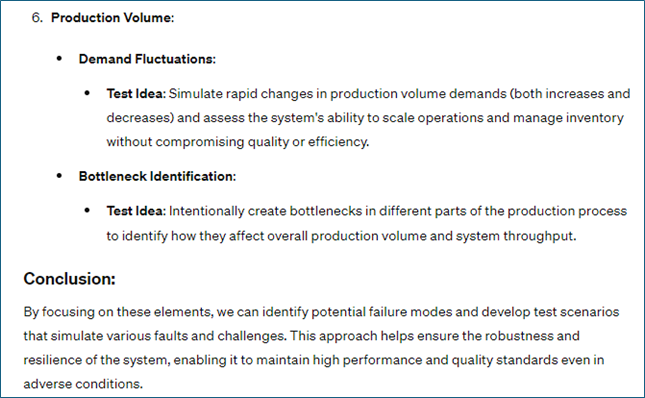 6. Production Volume:
• Demand Fluctuations:
• Test Idea: Simulate rapid changes in production volume demands (both increases and
decreases) and assess the system's ability to scale operations and manage inventory
without compromising quality or efficiency.
• Bottleneck Identification:
• Test Idea: Intentionally create bottlenecks in different parts of the production process
to identify how they affect overall production volume and system throughput.
Conclusion:
By focusing on these elements, we can identify potential failure modes and develop test scenarios
that simulate various faults and challenges. This approach helps ensure the robustness and
resilience of the system, enabling it to maintain high performance and quality standards even in
adverse conditions.